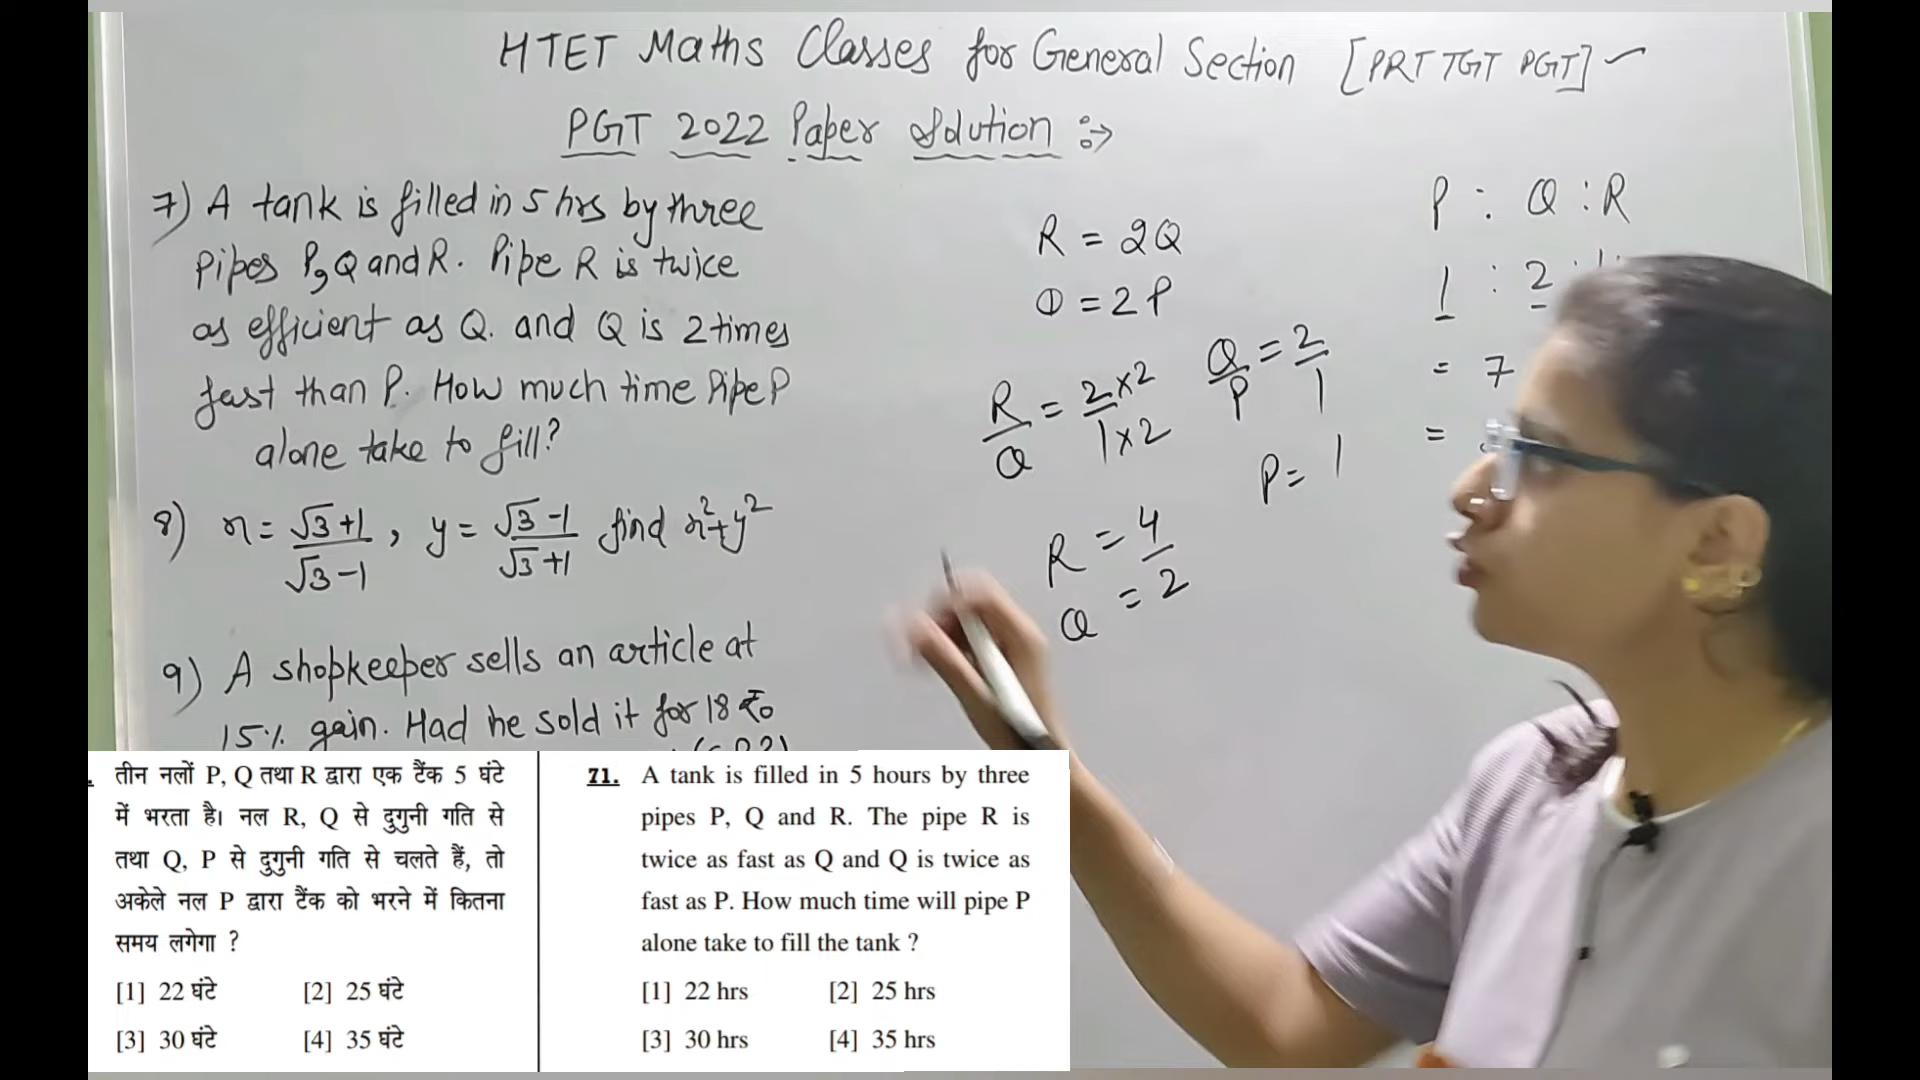 HTET Maths Classes for General Section [PRT TGT PGT]
PGT 2022 Paper Solution :->
7) A tank is filled in 5 hrs by three
pipes P, Q and R. Pipe R is twice
as efficient as Q. and Q is 2 times
fast than P. How much time Pipe P
alone take to fill?
8) x = √3+1/√3-1, y = √3-1/√3+1 find x²+y²
9) A shopkeeper sells an article at
15% gain. Had he sold it for 18 ₹
R = 2Q
Q = 2P
R/Q = 2×2/1×2
Q/P = 2/1
P = 1
R = 4
Q = 2
P : Q : R
1 : 2 :
= 7
=
तीन नलों P, Q तथा R द्वारा एक टैंक 5 घंटे
में भरता है। नल R, Q से दुगुनी गति से
तथा Q, P से दुगुनी गति से चलते हैं, तो
अकेले नल P द्वारा टैंक को भरने में कितना
समय लगेगा ?
[1] 22 घंटे [2] 25 घंटे
[3] 30 घंटे [4] 35 घंटे
71. A tank is filled in 5 hours by three
pipes P, Q and R. The pipe R is
twice as fast as Q and Q is twice as
fast as P. How much time will pipe P
alone take to fill the tank ?
[1] 22 hrs [2] 25 hrs
[3] 30 hrs [4] 35 hrs